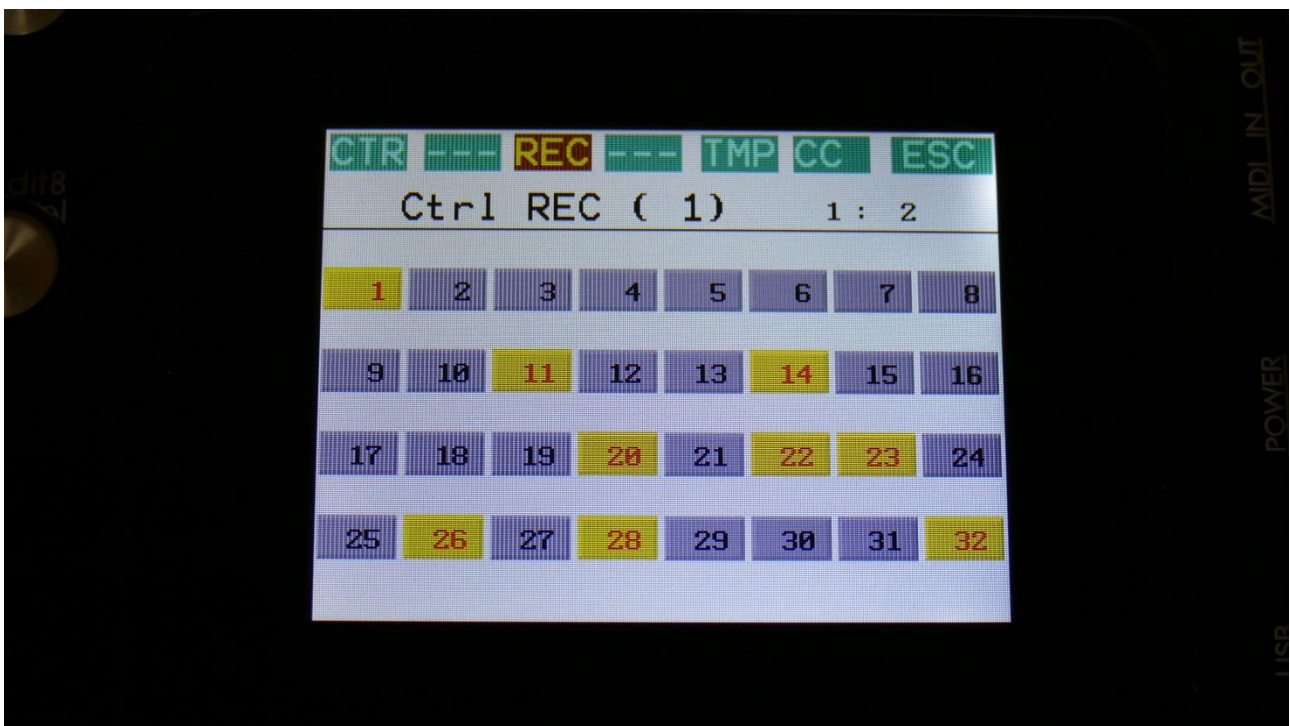 CTR --- REC --- TMP CC ESC
Ctrl REC ( 1) 1 : 2
1 2 3 4 5 6 7 8
9 10 11 12 13 14 15 16
17 18 19 20 21 22 23 24
25 26 27 28 29 30 31 32
MIDI IN OUT
POWER
USB
dit8